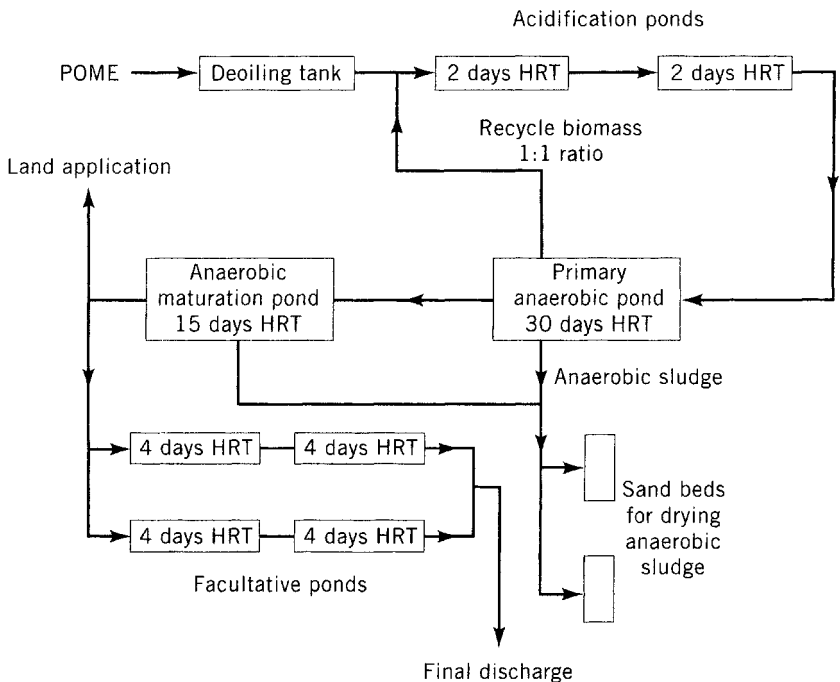 Acidification ponds
POME
Deoiling tank
2 days HRT
2 days HRT
Recycle biomass
1:1 ratio
Land application
Anaerobic
maturation pond
15 days HRT
Primary
anaerobic pond
30 days HRT
Anaerobic sludge
4 days HRT
4 days HRT
4 days HRT
4 days HRT
Sand beds
for drying
anaerobic
sludge
Facultative ponds
Final discharge